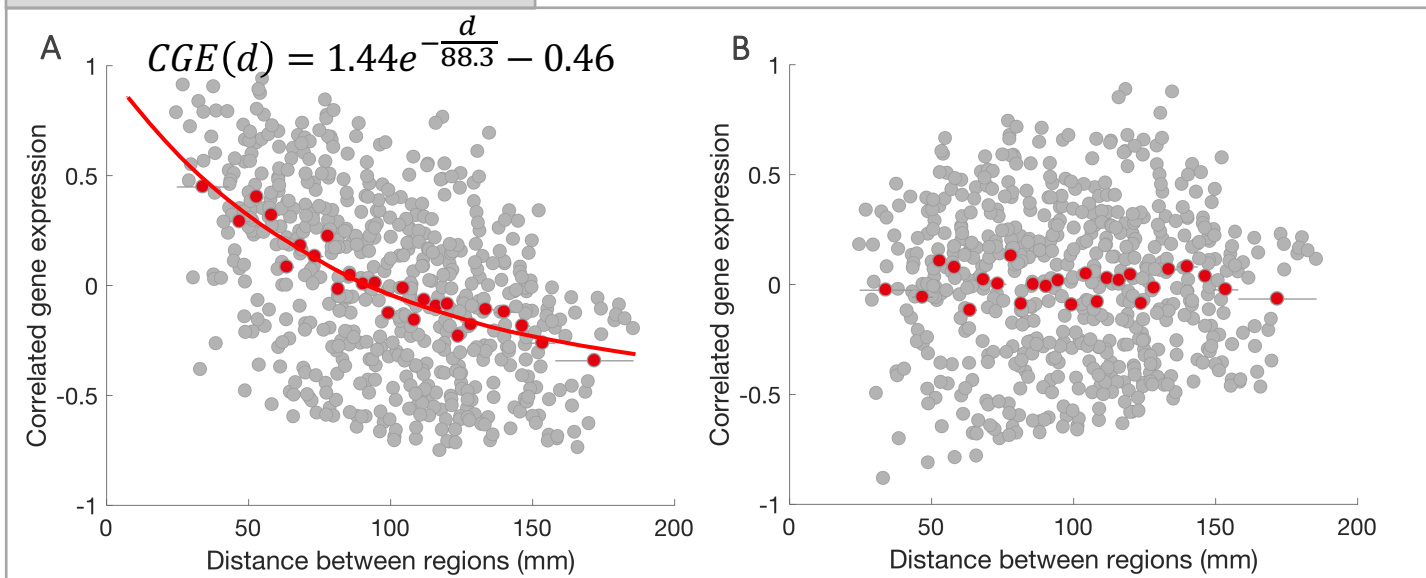 A
CGE(d) = 1.44e^{-\frac{d}{88.3}} − 0.46
Correlated gene expression
1
0.5
0
-0.5
-1
0
50
100
150
200
Distance between regions (mm)
B
Correlated gene expression
1
0.5
0
-0.5
-1
0
50
100
150
200
Distance between regions (mm)